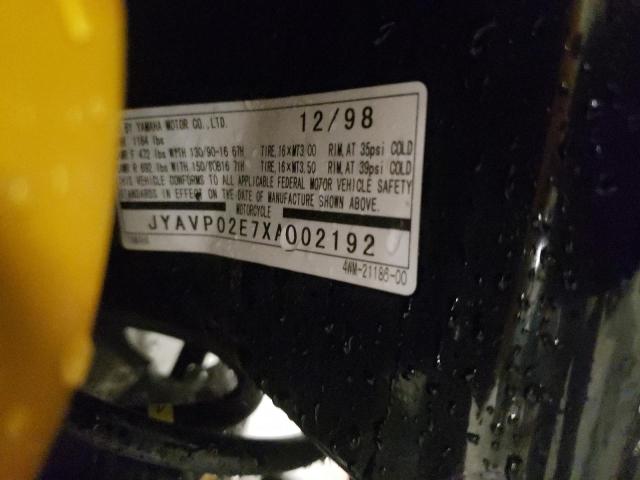 BY YAMAHA MOTOR CO.,LTD. 12/98
1164 lbs
F 472 lbs WITH 130/90-16 67H TIRE,16×MT3.00 RIM,AT 35psi COLD
R 692 lbs WITH 150/80B16 71H TIRE,16×MT3.50 RIM,AT 39psi COLD
THIS VEHICLE CONFORMS TO ALL APPLICABLE FEDERAL MOTOR VEHICLE SAFETY
STANDARDS IN EFFECT ON THE DATE OF MANUFACTURE SHOWN ABOVE.
MOTORCYCLE
JYAVP02E7XA002192
4WM-21186-00